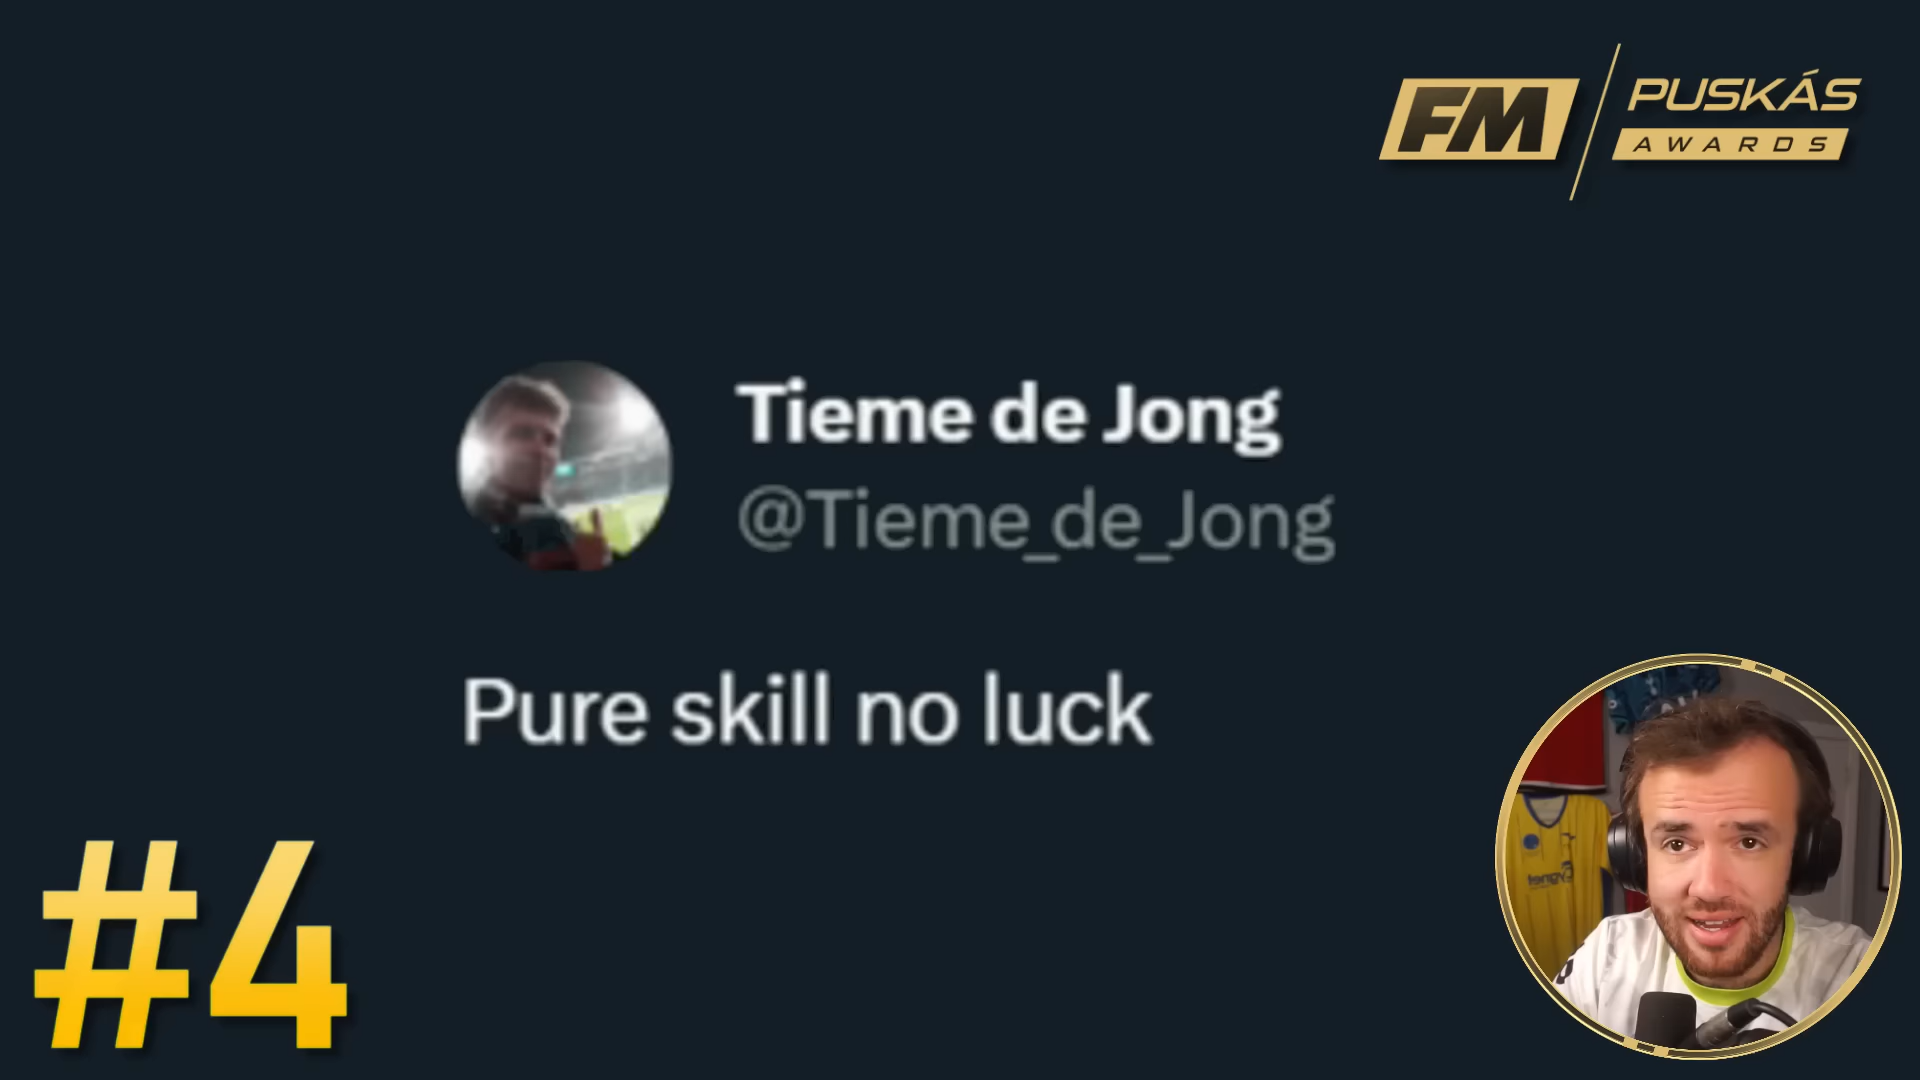 FM
PUSKÁS
AWARDS
Tieme de Jong
@Tieme_de_Jong
Pure skill no luck
#4